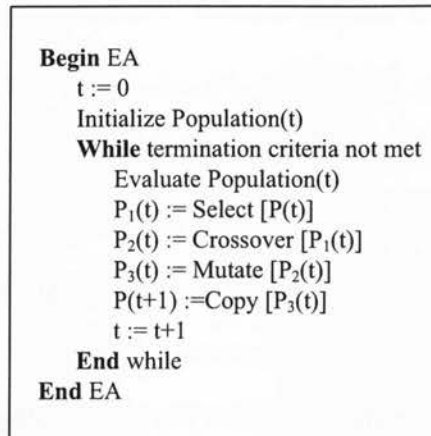 Begin EA
t := 0
Initialize Population(t)
While termination criteria not met
Evaluate Population(t)
P₁(t) := Select [P(t)]
P₂(t) := Crossover [P₁(t)]
P₃(t) := Mutate [P₂(t)]
P(t+1) :=Copy [P₃(t)]
t := t+1
End while
End EA